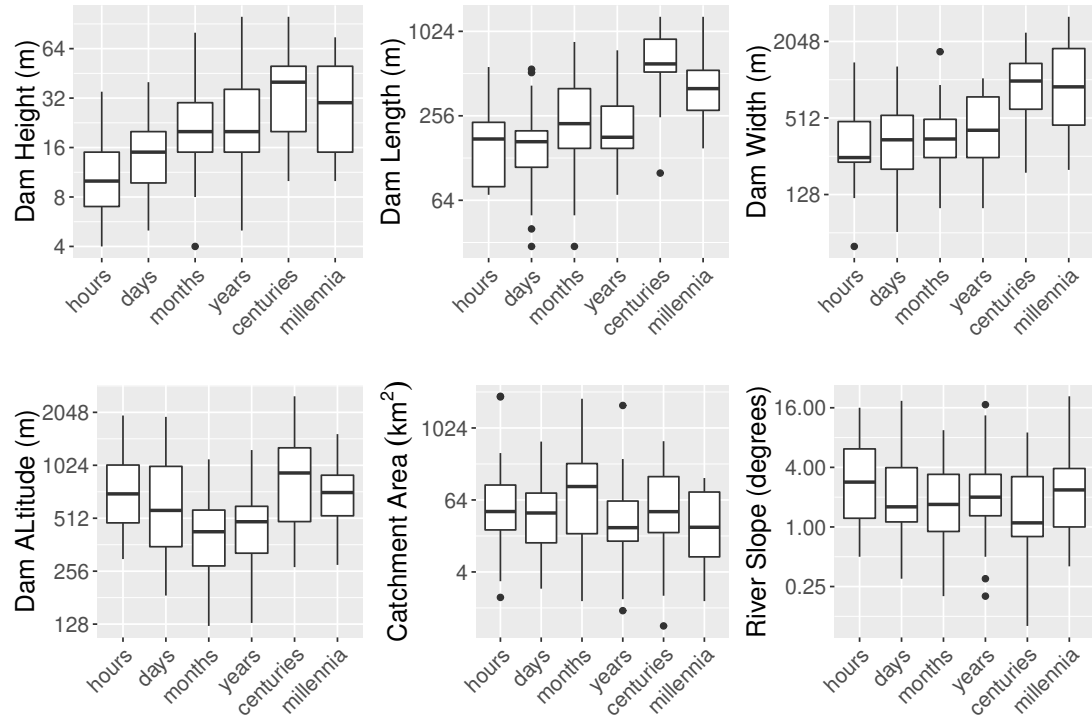 Dam Height (m)
64
32
16
8
4
hours
days
months
years
centuries
millennia
Dam Length (m)
1024
256
64
hours
days
months
years
centuries
millennia
Dam Width (m)
2048
512
128
hours
days
months
years
centuries
millennia
Dam ALtitude (m)
2048
1024
512
256
128
hours
days
months
years
centuries
millennia
Catchment Area (km²)
1024
64
4
hours
days
months
years
centuries
millennia
River Slope (degrees)
16.00
4.00
1.00
0.25
hours
days
months
years
centuries
millennia